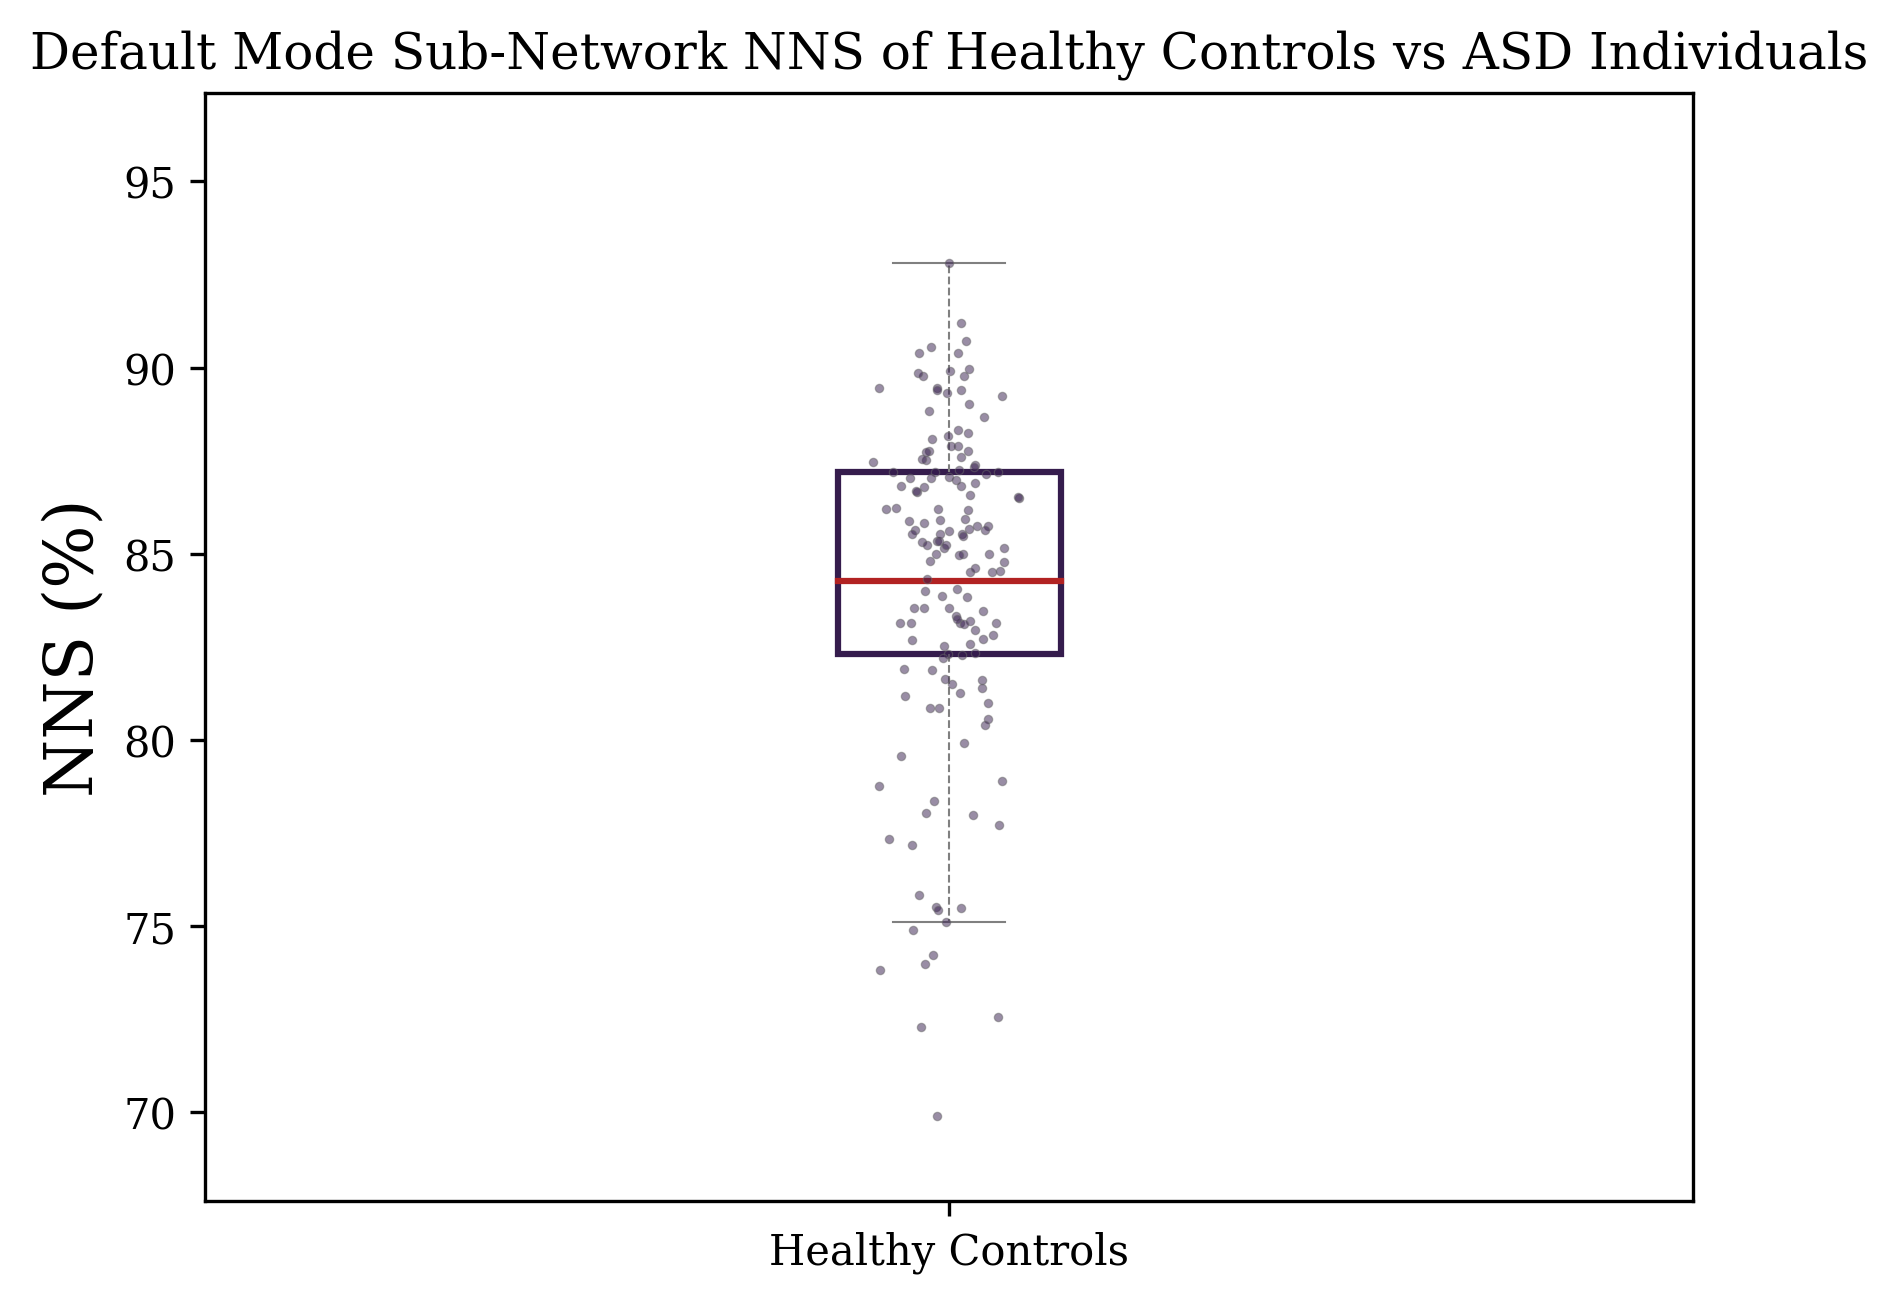 Default Mode Sub-Network NNS of Healthy Controls vs ASD Individuals
NNS (%)
95
90
85
80
75
70
Healthy Controls